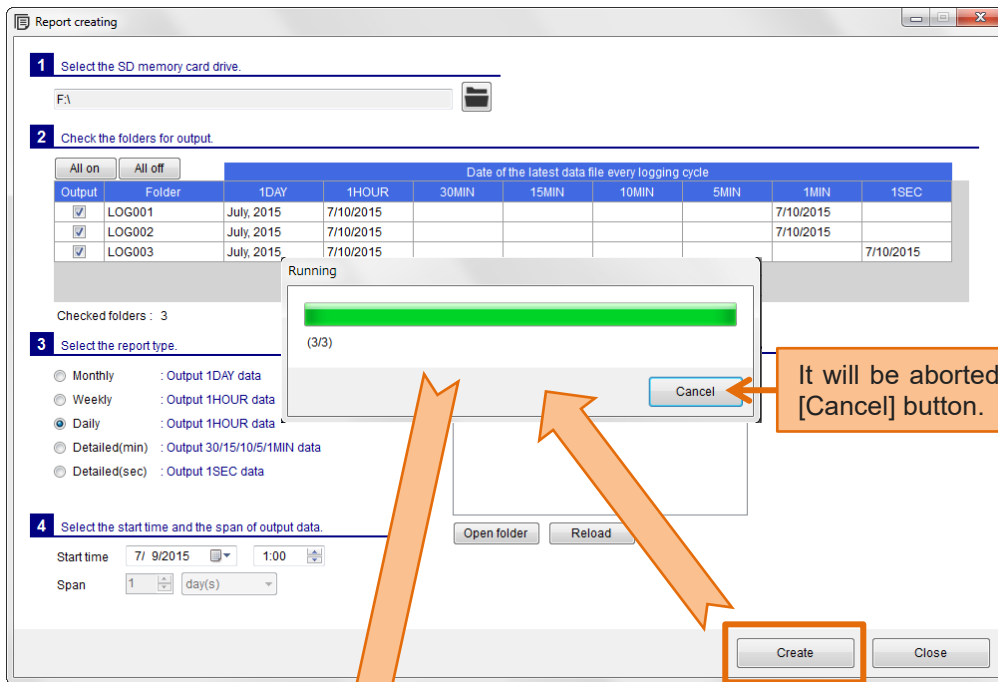 Report creating
1 Select the SD memory card drive.
F:\
2 Check the folders for output.
All on All off Date of the latest data file every logging cycle
Output Folder 1DAY 1HOUR 30MIN 15MIN 10MIN 5MIN 1MIN 1SEC
LOG001 July, 2015 7/10/2015 7/10/2015
LOG002 July, 2015 7/10/2015 7/10/2015
LOG003 July, 2015 7/10/2015 7/10/2015
Running
(3/3)
Cancel
It will be aborted
[Cancel] button.
Checked folders : 3
3 Select the report type.
Monthly : Output 1DAY data
Weekly : Output 1HOUR data
Daily : Output 1HOUR data
Detailed(min) : Output 30/15/10/5/1MIN data
Detailed(sec) : Output 1SEC data
4 Select the start time and the span of output data.
Open folder Reload
Start time 7/ 9/2015 1:00
Span 1 day(s)
Create Close